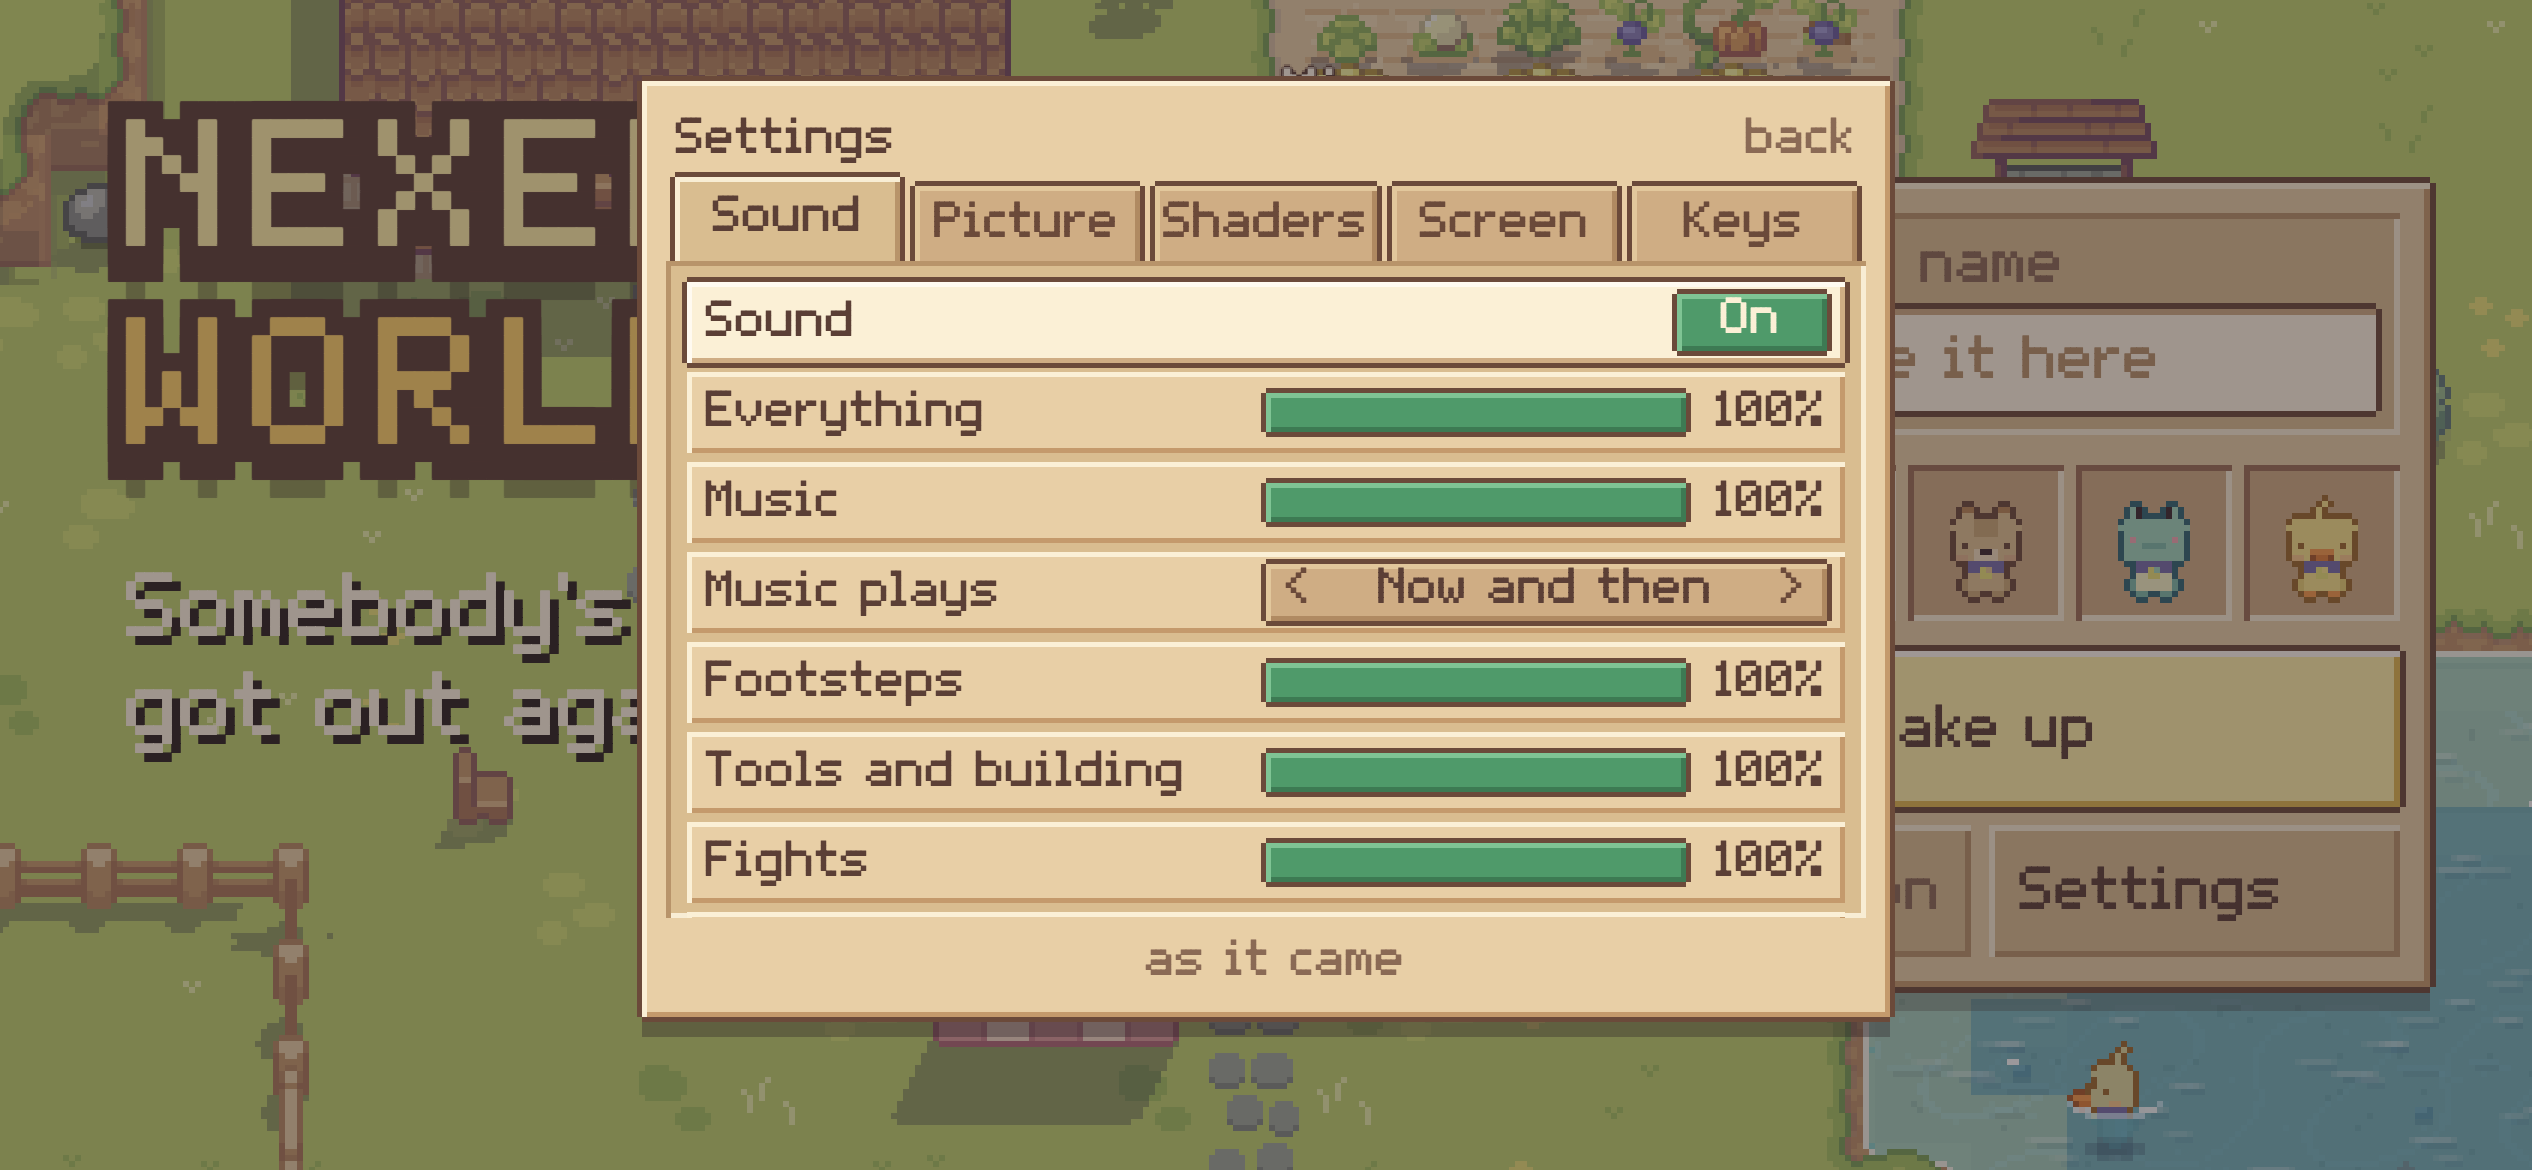 NEXE
WORL
Somebody's
got out aga
Settings
back
Sound
Picture
Shaders
Screen
Keys
Sound
On
Everything
100%
Music
100%
Music plays
< Now and then >
Footsteps
100%
Tools and building
100%
Fights
100%
as it came
name
e it here
ake up
on
Settings